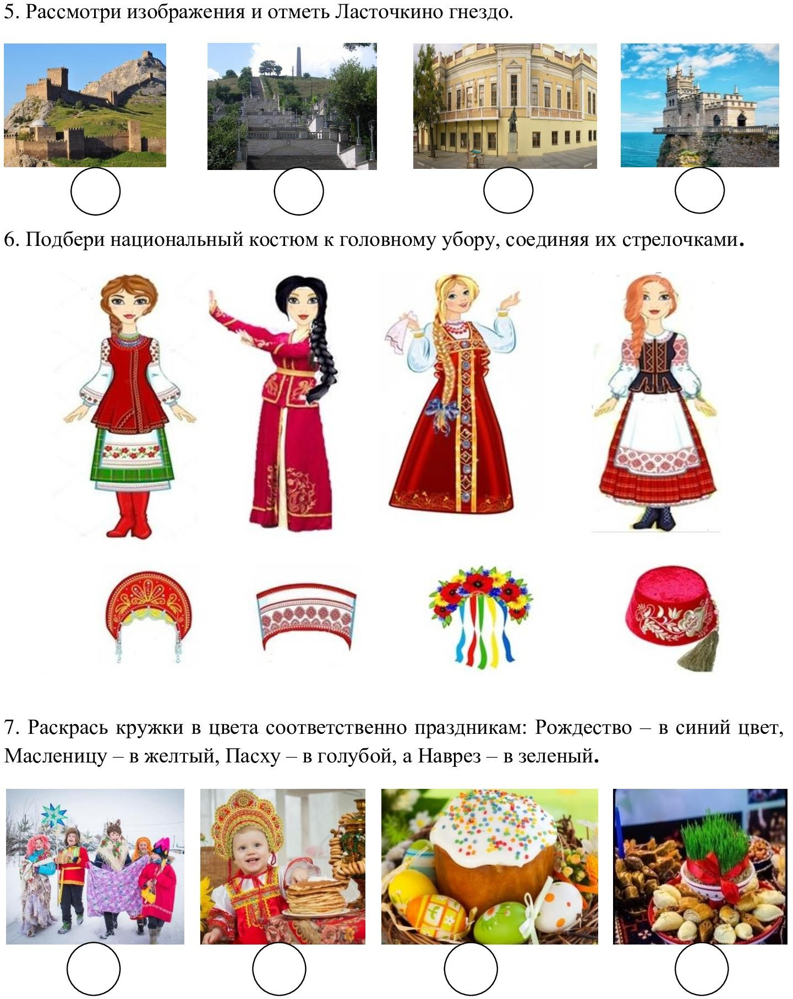 5. Рассмотри изображения и отметь Ласточкино гнездо.
6. Подбери национальный костюм к головному убору, соединяя их стрелочками.
7. Раскрась кружки в цвета соответственно праздникам: Рождество – в синий цвет,
Масленицу – в желтый, Пасху – в голубой, а Наврез – в зеленый.